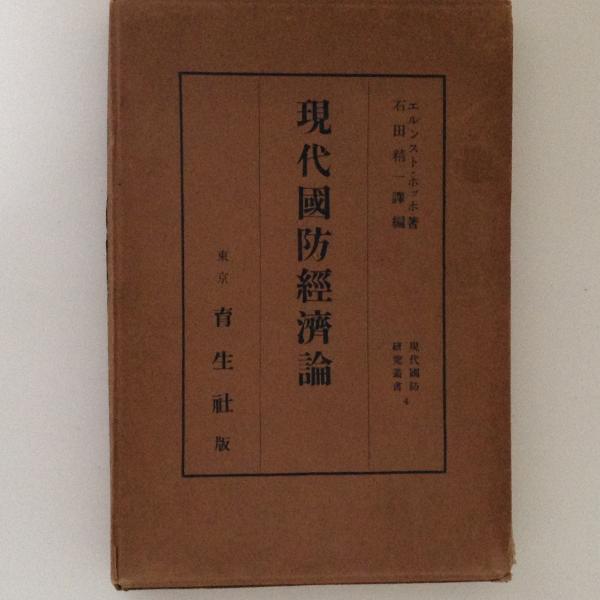 エルンスト・ホッホ著
石田精一譯編
現代國防
研究叢書
4
現代國防經濟論
東京 育生社版